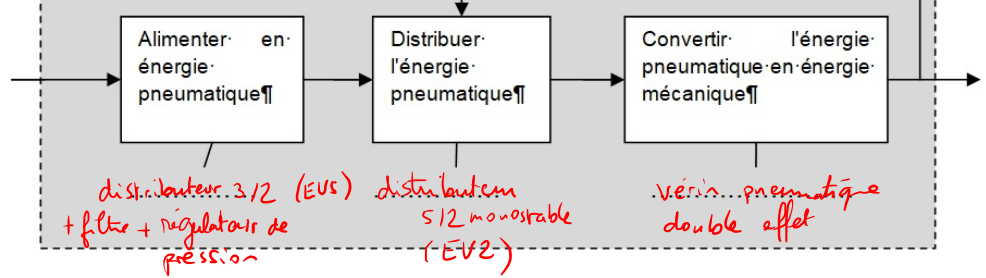 Alimenter· en·
énergie·
pneumatique¶
Distribuer·
l'énergie·
pneumatique¶
Convertir· l'énergie·
pneumatique·en·énergie·
mécanique¶
distributeur 3/2 (EV5)
+ filtre + régulateur de
pression
distributeur
5/2 monostable
(EV2)
vérin pneumatique
double effet